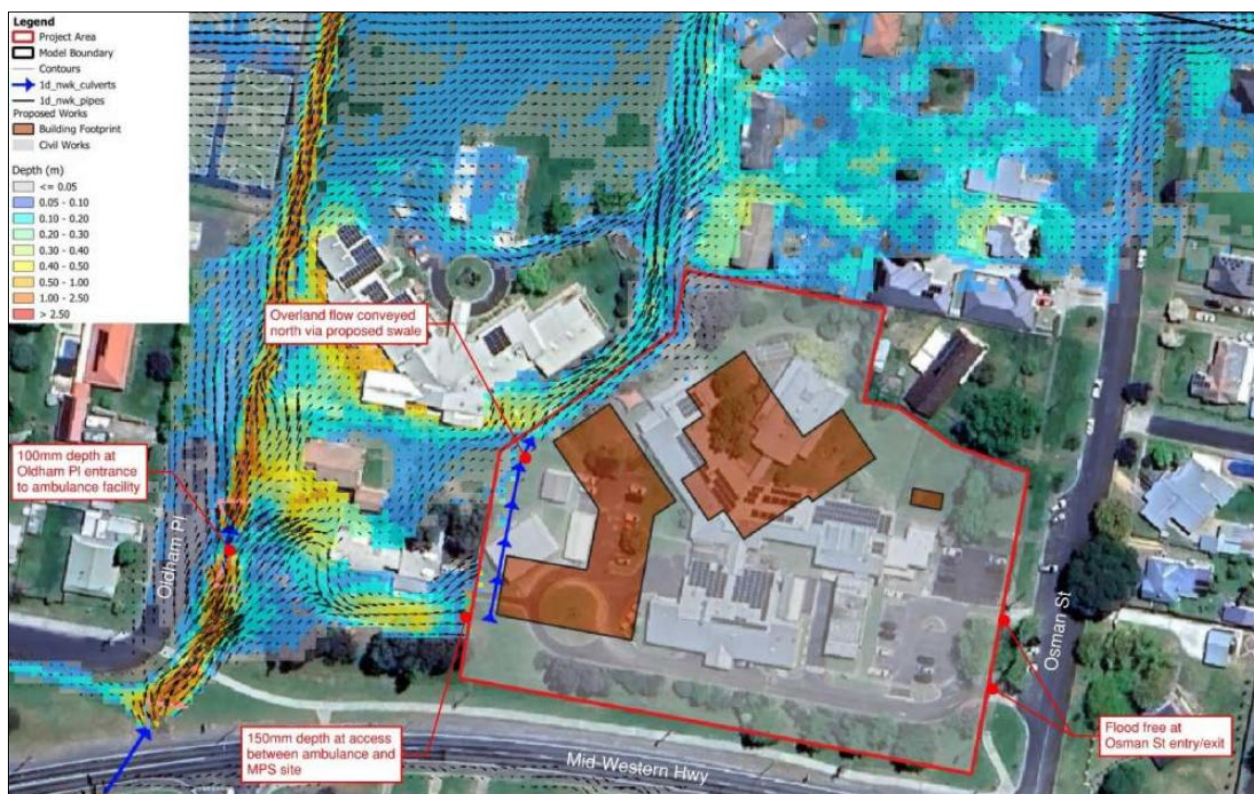 Legend
Project Area
Model Boundary
Contours
1d_nwk_culverts
1d_nwk_pipes
Proposed Works
Building Footprint
Civil Works
Depth (m)
<= 0.05
0.05 - 0.10
0.10 - 0.20
0.20 - 0.30
0.30 - 0.40
0.40 - 0.50
0.50 - 1.00
1.00 - 2.50
> 2.50
Overland flow conveyed
north via proposed swale
100mm depth at
Oldham Pl entrance
to ambulance facility
Oldham Pl
150mm depth at access
between ambulance and
MPS site
Mid-Western Hwy
Osman St
Flood free at
Osman St entry/exit